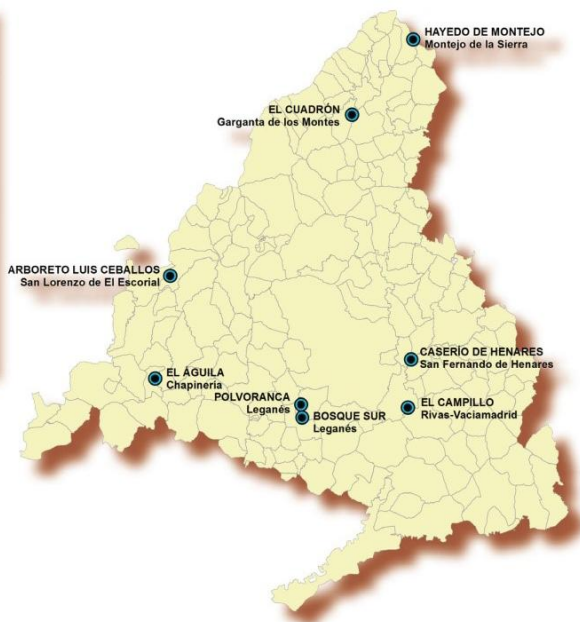 HAYEDO DE MONTEJO
Montejo de la Sierra
EL CUADRÓN
Garganta de los Montes
ARBORETO LUIS CEBALLOS
San Lorenzo de El Escorial
CASERÍO DE HENARES
San Fernando de Henares
EL ÁGUILA
Chapinería
POLVORANCA
Leganés
EL CAMPILLO
Rivas-Vaciamadrid
BOSQUE SUR
Leganés